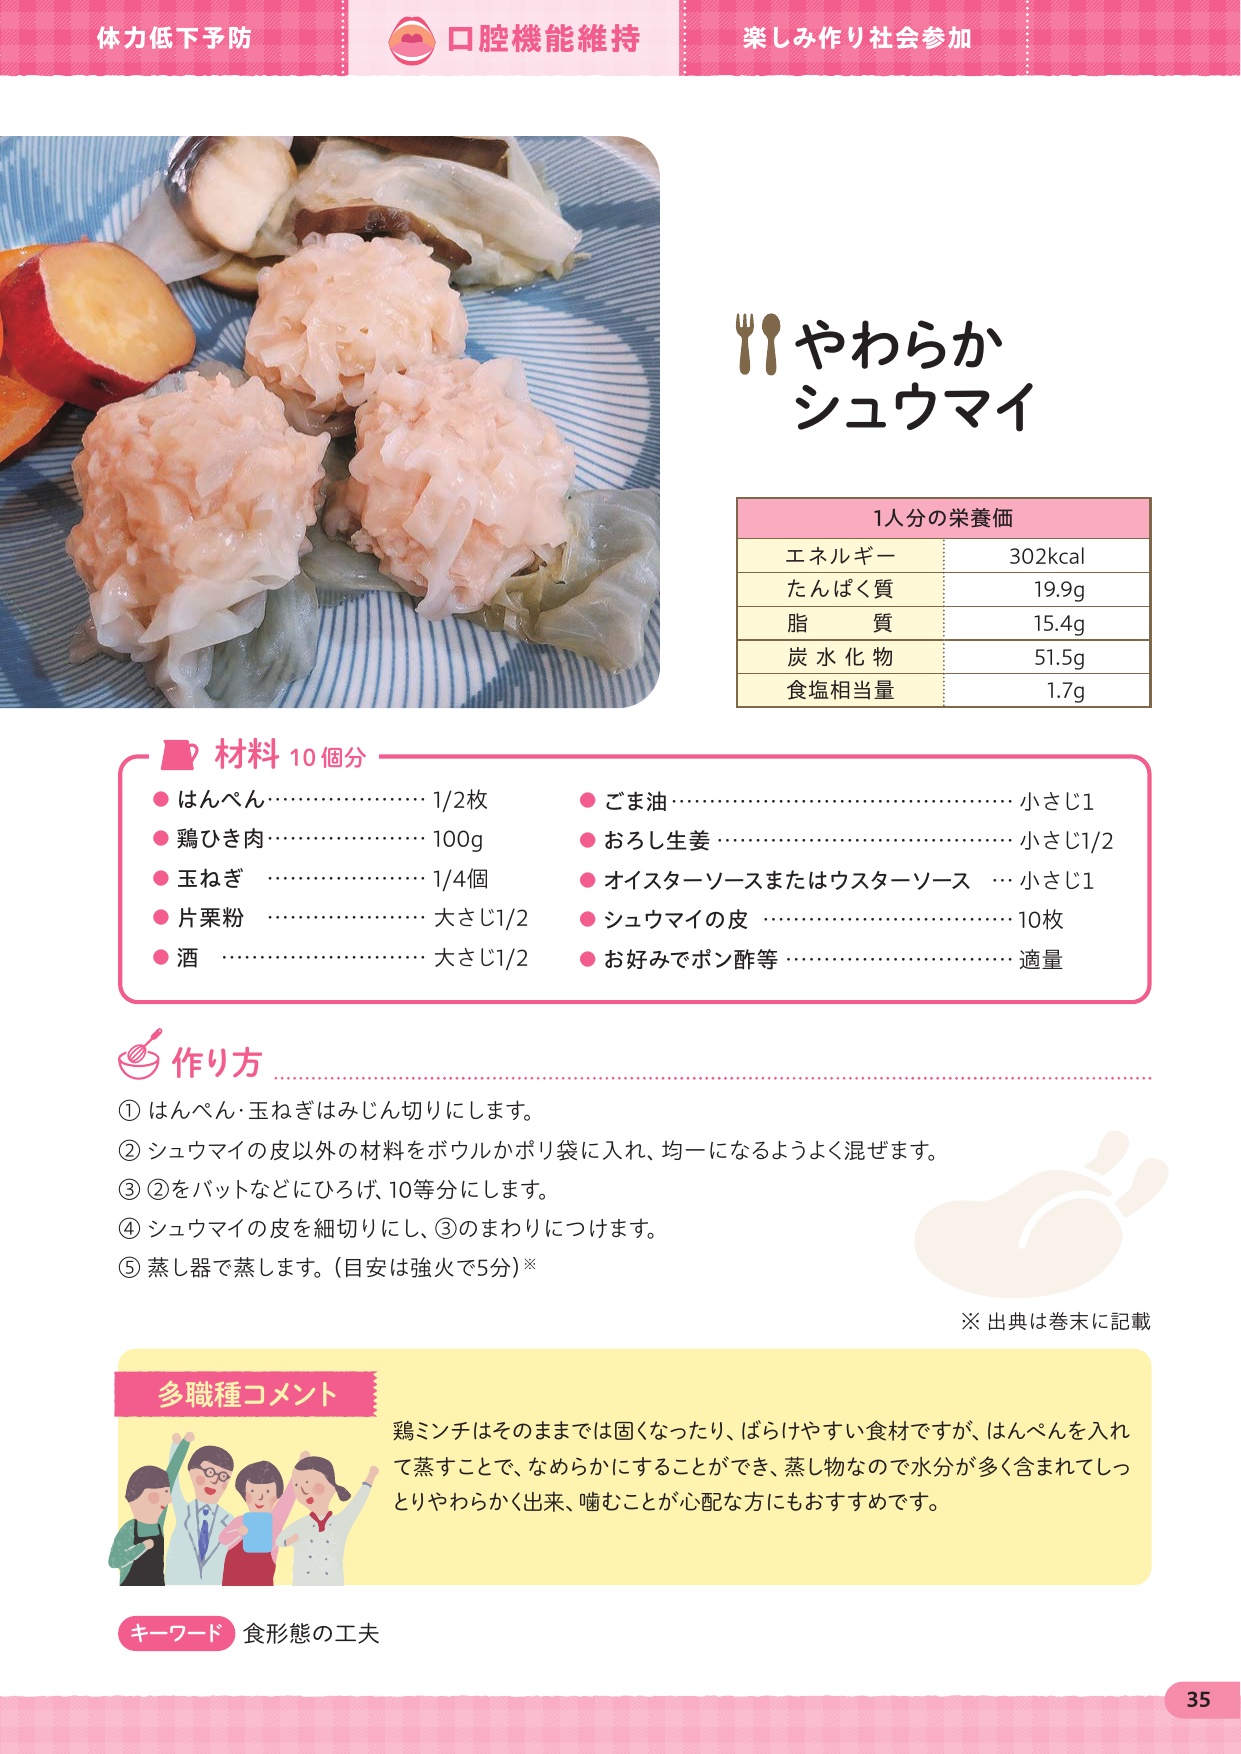 体力低下予防
口腔機能維持
楽しみ作り社会参加
やわらか
シュウマイ
1人分の栄養価
エネルギー 302kcal
たんぱく質 19.9g
脂質 15.4g
炭水化物 51.5g
食塩相当量 1.7g
材料 10個分
● はんぺん………………… 1/2枚
● 鶏ひき肉………………… 100g
● 玉ねぎ ………………… 1/4個
● 片栗粉 ………………… 大さじ1/2
● 酒 ……………………… 大さじ1/2
● ごま油……………………………………… 小さじ1
● おろし生姜 ………………………………… 小さじ1/2
● オイスターソースまたはウスターソース … 小さじ1
● シュウマイの皮 …………………………… 10枚
● お好みでポン酢等 ………………………… 適量
作り方
① はんぺん・玉ねぎはみじん切りにします。
② シュウマイの皮以外の材料をボウルかポリ袋に入れ、均一になるようよく混ぜます。
③ ②をバットなどにひろげ、10等分にします。
④ シュウマイの皮を細切りにし、③のまわりにつけます。
⑤ 蒸し器で蒸します。（目安は強火で5分）※
※ 出典は巻末に記載
多職種コメント
鶏ミンチはそのままでは固くなったり、ばらけやすい食材ですが、はんぺんを入れ
て蒸すことで、なめらかにすることができ、蒸し物なので水分が多く含まれてしっ
とりやわらかく出来、噛むことが心配な方にもおすすめです。
キーワード 食形態の工夫
35